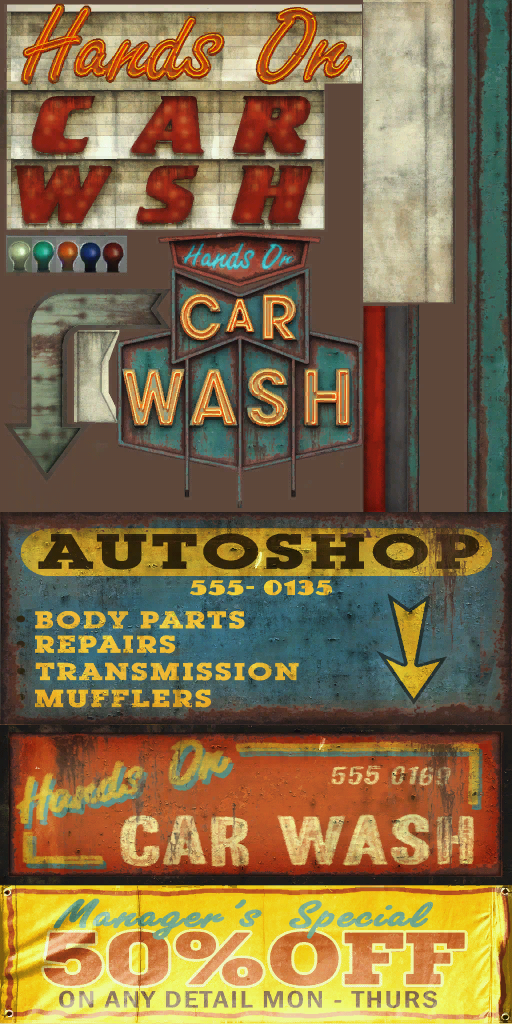 Hands On
CAR
WSH
Hands On
CAR
WASH
AUTOSHOP
555- 0135
BODY PARTS
REPAIRS
TRANSMISSION
MUFFLERS
Hands On
555 0160
CAR WASH
Manager's Special
50% OFF
ON ANY DETAIL MON - THURS